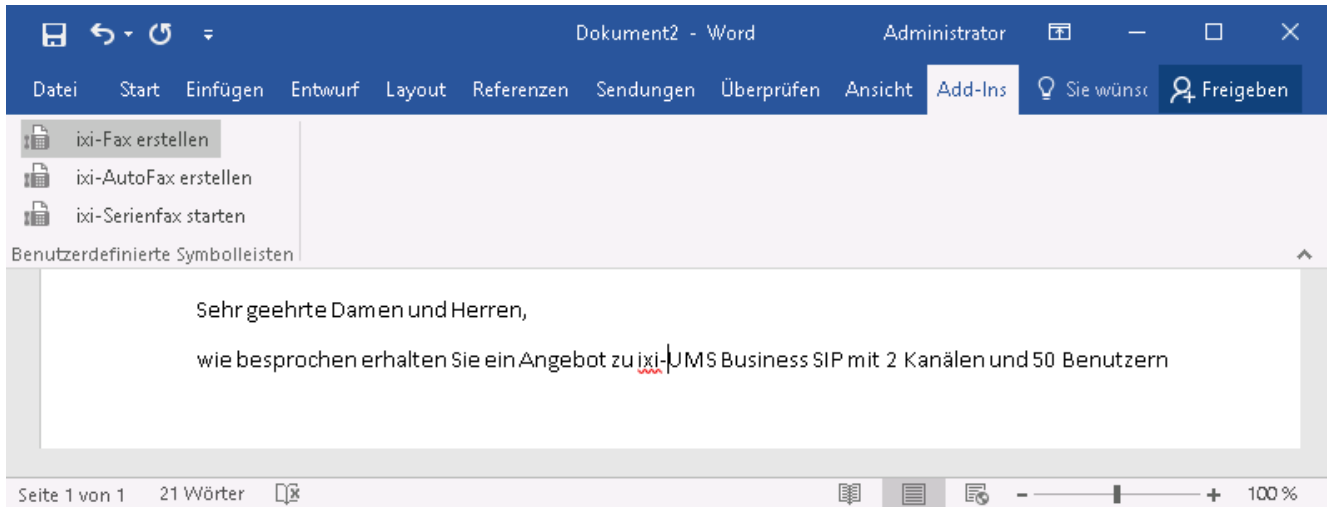 Dokument2 - Word Administrator
Datei Start Einfügen Entwurf Layout Referenzen Sendungen Überprüfen Ansicht Add-Ins Sie wünsc Freigeben
ixi-Fax erstellen
ixi-AutoFax erstellen
ixi-Serienfax starten
Benutzerdefinierte Symbolleisten
Sehr geehrte Damen und Herren,
wie besprochen erhalten Sie ein Angebot zu ixi-UMS Business SIP mit 2 Kanälen und 50 Benutzern
Seite 1 von 1 21 Wörter 100 %